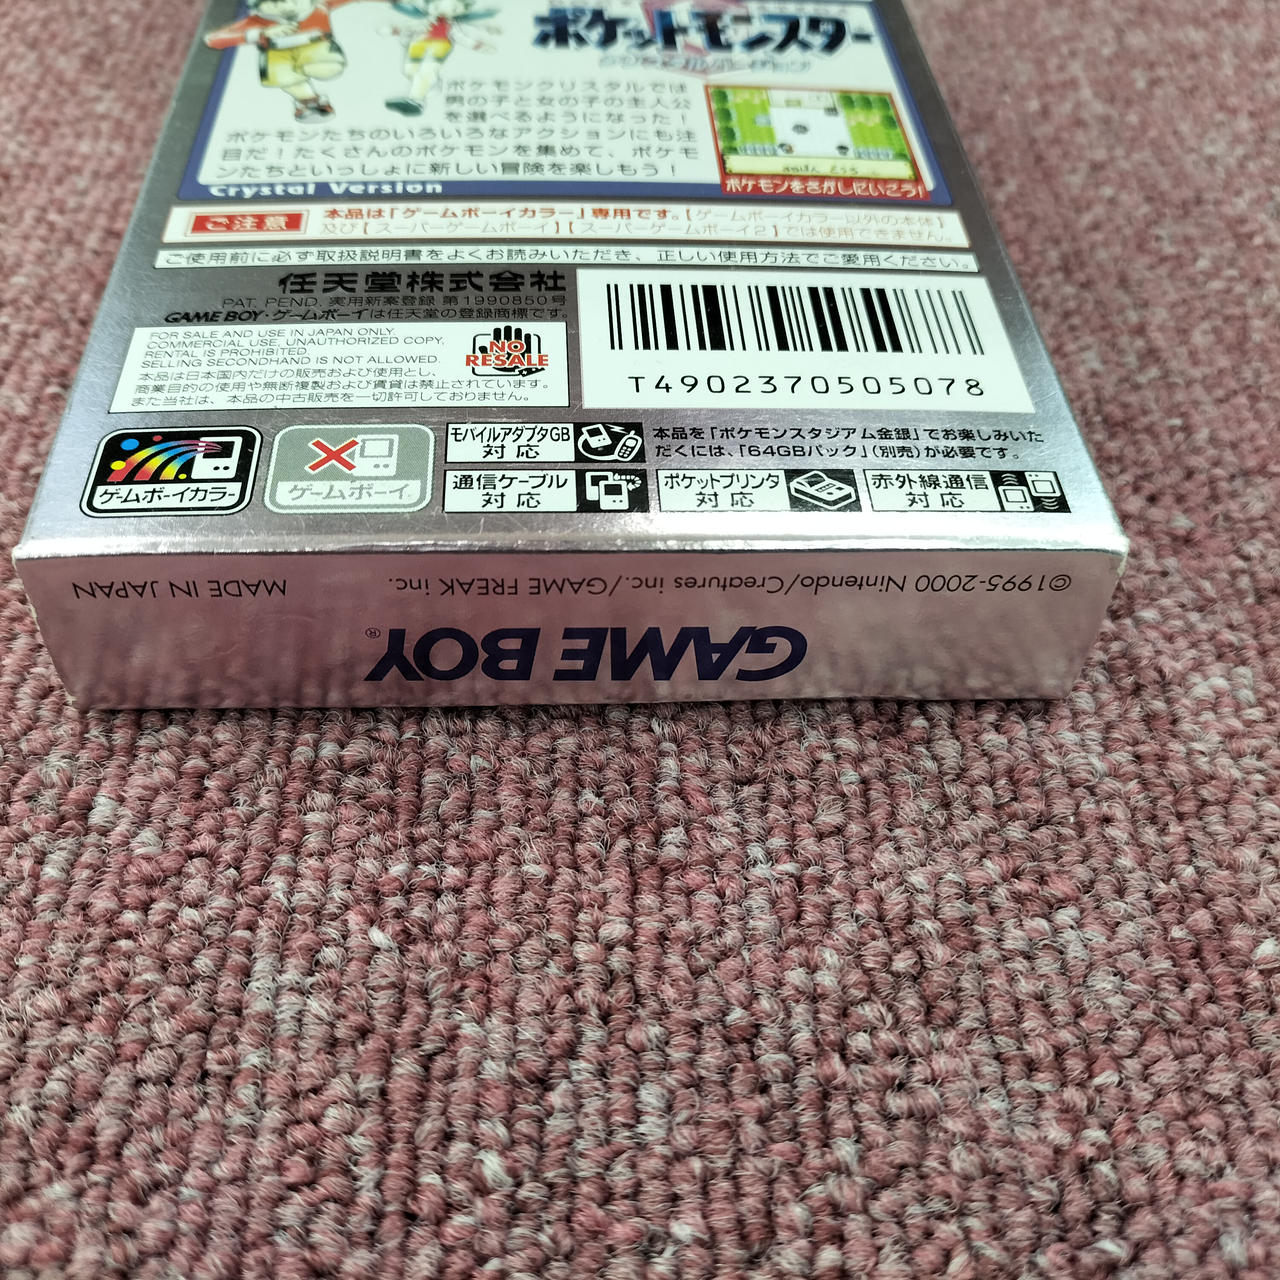 ポケットモンスター
ポケモンクリスタルでは
男の子と女の子の主人公
を選べるようになった!
ポケモンたちのいろいろなアクションにも注
目だ!たくさんのポケモンを集めて、ポケモ
ンたちといっしょに新しい冒険を楽しもう!
ポケモンをさがしにいこう!
Crystal Version
ご注意
本品は「ゲームボーイカラー」専用です。【ゲームボーイカラー以外の本体】
及び【スーパーゲームボーイ】【スーパーゲームボーイ2】では使用できません。
ご使用前に必ず取扱説明書をよくお読みいただき、正しい使用方法でご愛用ください。
任天堂株式会社
PAT. PEND. 実用新案登録 第1990850号
GAME BOY・ゲームボーイは任天堂の登録商標です。
FOR SALE AND USE IN JAPAN ONLY.
COMMERCIAL USE, UNAUTHORIZED COPY,
RENTAL IS PROHIBITED
SELLING SECONDHAND IS NOT ALLOWED.
本品は日本国内だけの販売および使用とし、
商業目的の使用や無断複製および賃貸は禁止されています。
また当社は、本品の中古販売を一切許可しておりません。
NO
RESALE
T4902370505078
ゲームボーイカラー
ゲームボーイ
モバイルアダプタGB
対応
本品を「ポケモンスタジアム金銀」でお楽しみいた
だくには、「64GBパック」(別売)が必要です。
通信ケーブル
対応
ポケットプリンタ
対応
赤外線通信
対応
©1995-2000 Nintendo/Creatures inc./GAME FREAK inc.
MADE IN JAPAN
GAME BOY®